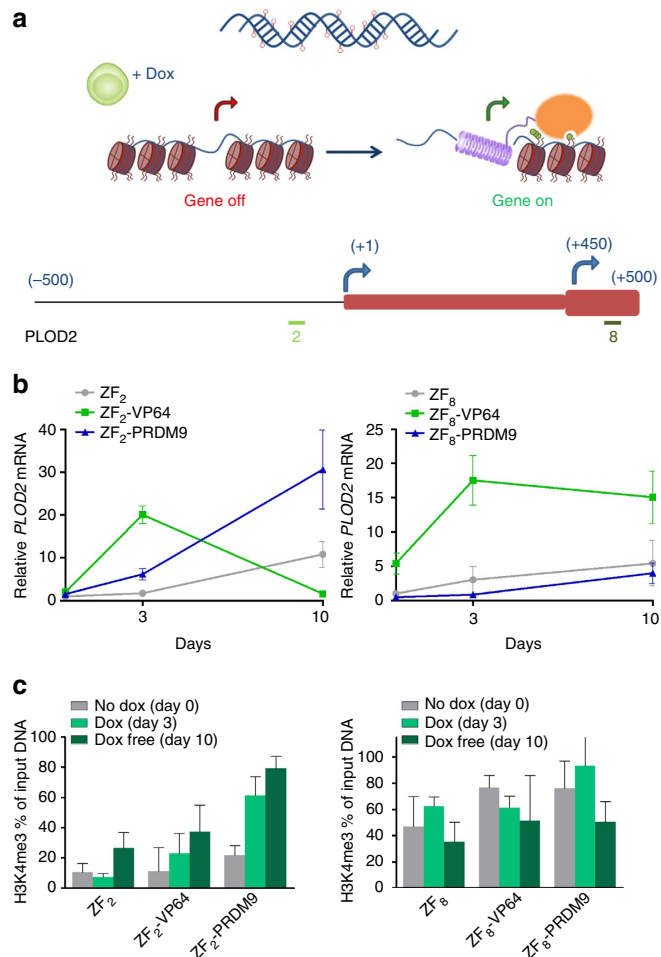 a
+ Dox
Gene off
Gene on
(–500)
(+1)
(+450)
(+500)
PLOD2
2
8
b
ZF2
ZF2-VP64
ZF2-PRDM9
Relative PLOD2 mRNA
40
30
20
10
0
3
10
Days
ZF8
ZF8-VP64
ZF8-PRDM9
Relative PLOD2 mRNA
25
20
15
10
5
0
3
10
Days
c
No dox (day 0)
Dox (day 3)
Dox free (day 10)
H3K4me3 % of input DNA
100
80
60
40
20
0
ZF2
ZF2-VP64
ZF2-PRDM9
No dox (day 0)
Dox (day 3)
Dox free (day 10)
H3K4me3 % of input DNA
100
80
60
40
20
0
ZF8
ZF8-VP64
ZF8-PRDM9